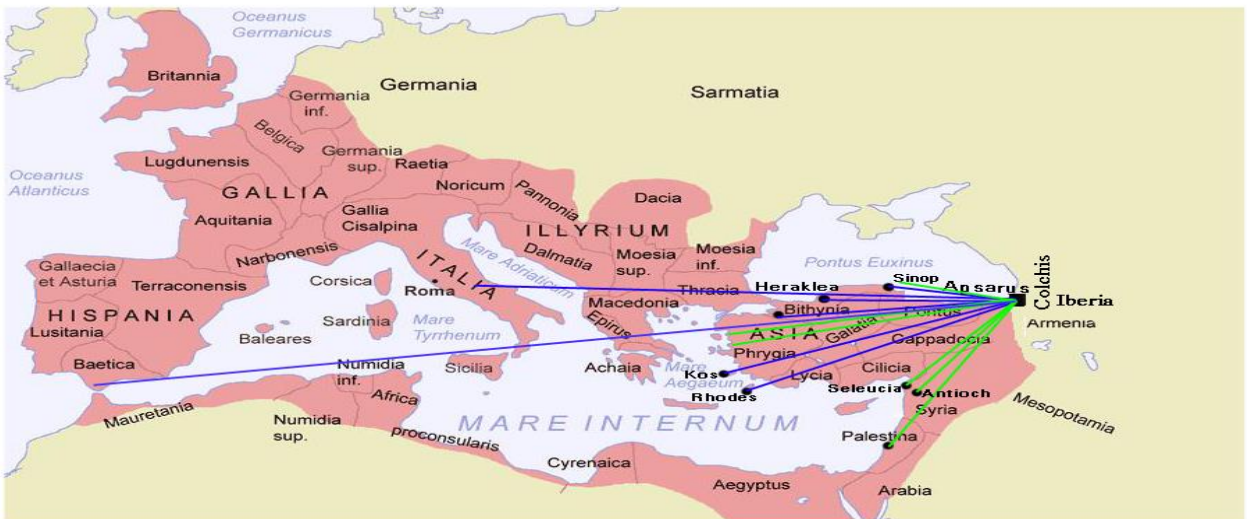 Oceanus
Germanicus
Britannia
Germania
Sarmatia
Germania
inf.
Belgica
Germania
sup.
Lugdunensis
Raetia
Noricum
Pannonia
Dacia
Oceanus
Atlanticus
GALLIA
Aquitania
Gallia
Cisalpina
ILLYRIUM
Dalmatia
Moesia
sup.
Moesia
inf.
Narbonensis
Mare Adriaticum
Pontus Euxinus
Gallaecia
et Asturia
Terraconensis
Corsica
ITALIA
Roma
Thracia
Heraklea
Sinop
Apsarus
Colchis
Iberia
HISPANIA
Lusitania
Baetica
Sardinia
Baleares
Mare
Tyrrhenum
Macedonia
Epirus
Bithynia
Pontus
Armenia
ASIA
Galatia
Cappadocia
Phrygia
Numidia
inf.
Sicilia
Achaia
Mare
Aegaeum
Kos
Rhodes
Lycia
Cilicia
Seleucia
Antioch
Syria
Mesopotamia
Mauretania
Africa
Numidia
sup.
proconsularis
MARE INTERNUM
Palestina
Cyrenaica
Aegyptus
Arabia